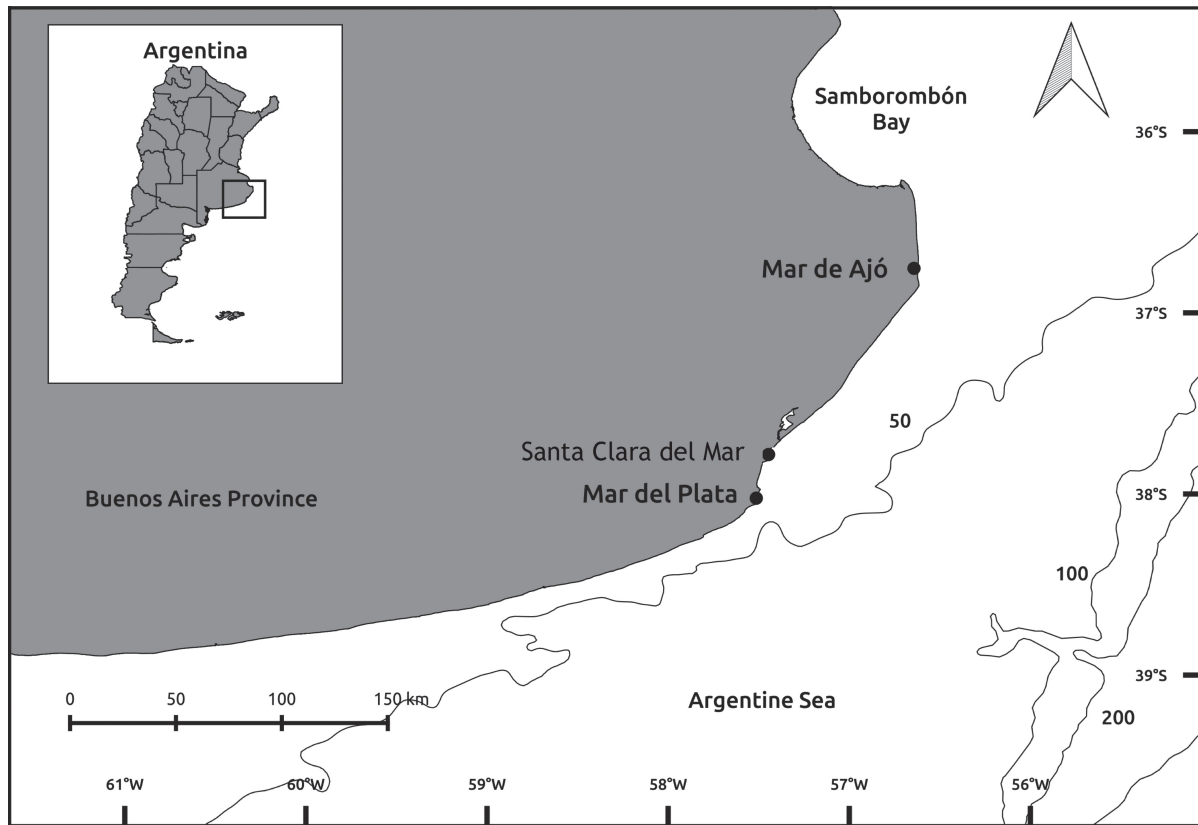 Argentina
Samborombón
Bay
36°S
Mar de Ajó
37°S
50
Santa Clara del Mar
Mar del Plata
Buenos Aires Province
38°S
100
39°S
0 50 100 150 km
Argentine Sea
200
61°W 60°W 59°W 58°W 57°W 56°W